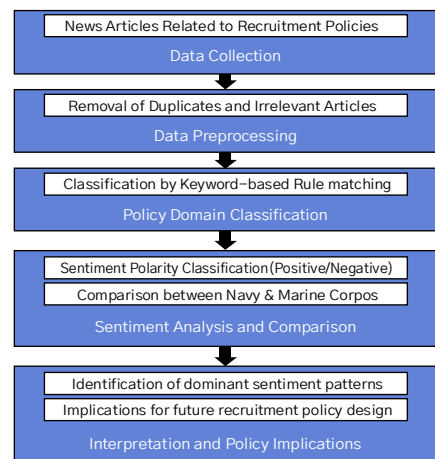 News Articles Related to Recruitment Policies
Data Collection
Removal of Duplicates and Irrelevant Articles
Data Preprocessing
Classification by Keyword-based Rule matching
Policy Domain Classification
Sentiment Polarity Classification(Positive/Negative)
Comparison between Navy & Marine Corpos
Sentiment Analysis and Comparison
Identification of dominant sentiment patterns
Implications for future recruitment policy design
Interpretation and Policy Implications